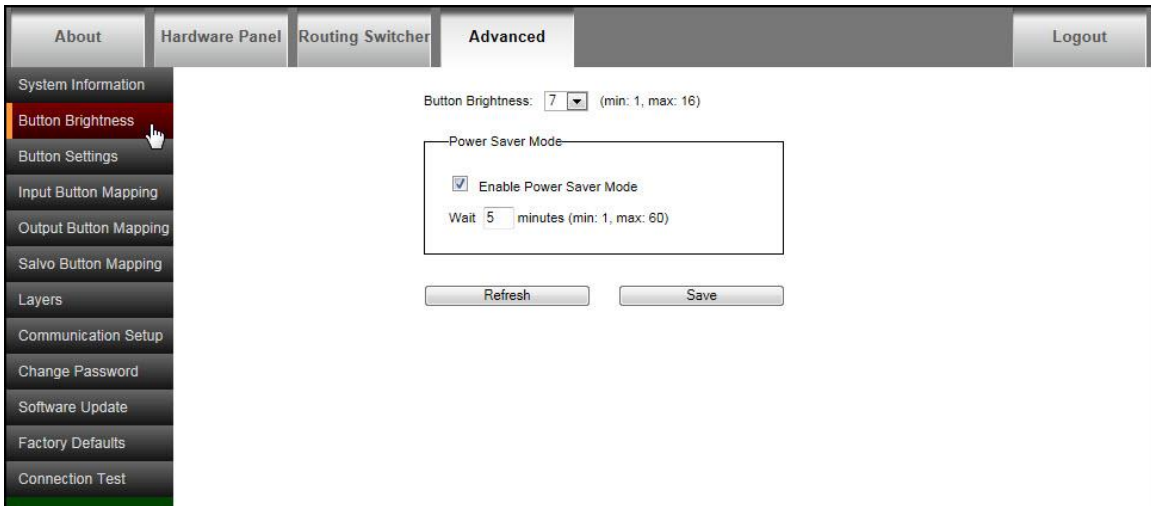 About
Hardware Panel
Routing Switcher
Advanced
Logout
System Information
Button Brightness
Button Settings
Input Button Mapping
Output Button Mapping
Salvo Button Mapping
Layers
Communication Setup
Change Password
Software Update
Factory Defaults
Connection Test
Button Brightness: 7 (min: 1, max: 16)
Power Saver Mode
Enable Power Saver Mode
Wait 5 minutes (min: 1, max: 60)
Refresh
Save